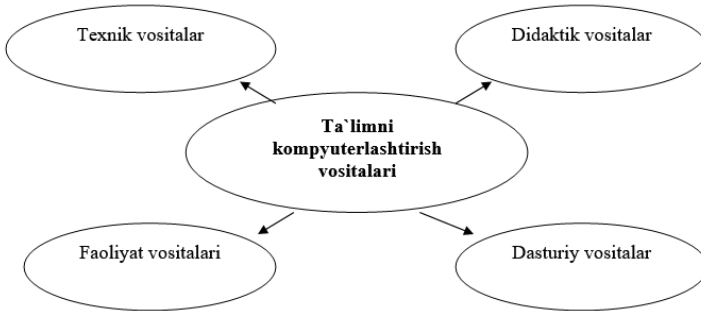 Texnik vositalar
Didaktik vositalar
Ta`limni
kompyuterlashtirish
vositalari
Faoliyat vositalari
Dasturiy vositalar